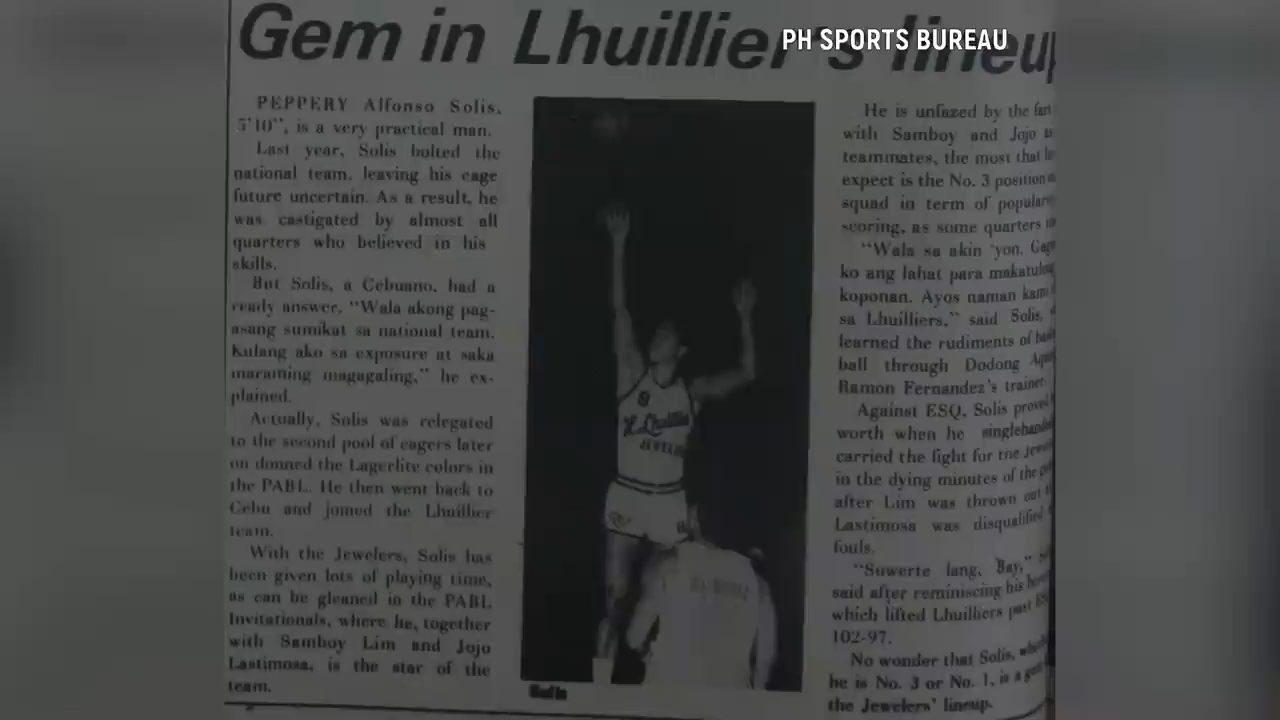 Gem in Lhuillier's lineup
PH SPORTS BUREAU
PEPPERY Alfonso Solis,
5'10", is a very practical man.
Last year, Solis bolted the
national team, leaving his cage
future uncertain. As a result, he
was castigated by almost all
quarters who believed in his
skills.
But Solis, a Cebuano, had a
ready answer. "Wala akong pag-
asang sumikat sa national team.
Kulang ako sa exposure at saka
maraming magagaling," he ex-
plained.
Actually, Solis was relegated
to the second pool of cagers later
on donned the Lagerlite colors in
the PABL. He then went back to
Cebu and joined the Lhuillier
team.
With the Jewelers, Solis has
been given lots of playing time,
as can be gleaned in the PABL
Invitationals, where he, together
with Samboy Lim and Jojo
Lastimosa, is the star of the
team.
9
H. Lhuillier
Solis
He is unfazed by the fact
with Samboy and Jojo
teammates, the most that
expect is the No. 3 position
squad in term of
scoring, as some quarters
"Wala sa akin 'yon.
ko ang lahat para
koponan. Ayos naman kami
sa Lhuilliers," said Solis,
learned the rudiments of
ball through Dodong
Ramon Fernandez's trainer.
Against ESQ, Solis
worth when he
carried the fight for the
in the dying minutes of the
after Lim was thrown out
Lastimosa was disqualified
fouls.
"Suwerte lang, Bay,"
said after reminiscing his
which lifted Lhuilliers past
102-97.
No wonder that Solis,
he is No. 3 or No. 1, is a
the Jewelers' lineup.